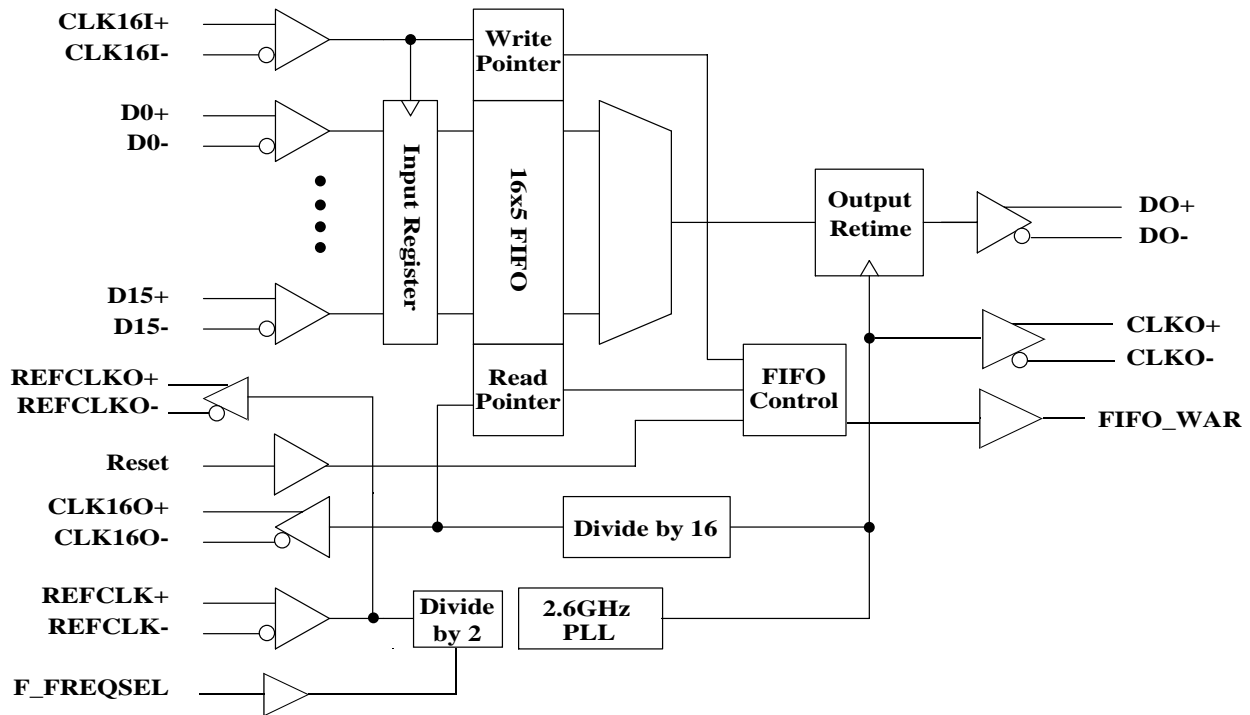 CLK16I+
CLK16I-
Write
Pointer
D0+
D0-
Input Register
16x5 FIFO
Output
Retime
DO+
DO-
D15+
D15-
CLKO+
CLKO-
REFCLKO+
REFCLKO-
Read
Pointer
FIFO
Control
FIFO_WAR
Reset
CLK16O+
CLK16O-
Divide by 16
REFCLK+
REFCLK-
Divide
by 2
2.6GHz
PLL
F_FREQSEL